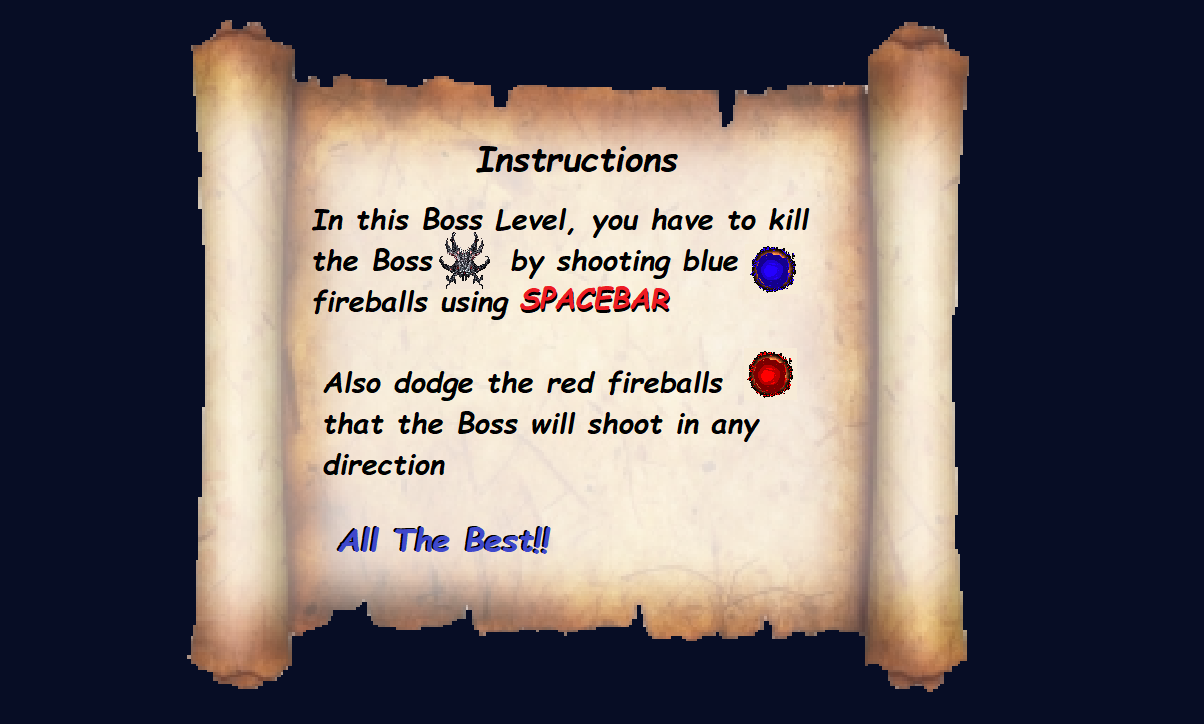 Instructions
In this Boss Level, you have to kill
the Boss by shooting blue
fireballs using SPACEBAR
Also dodge the red fireballs
that the Boss will shoot in any
direction
All The Best!!